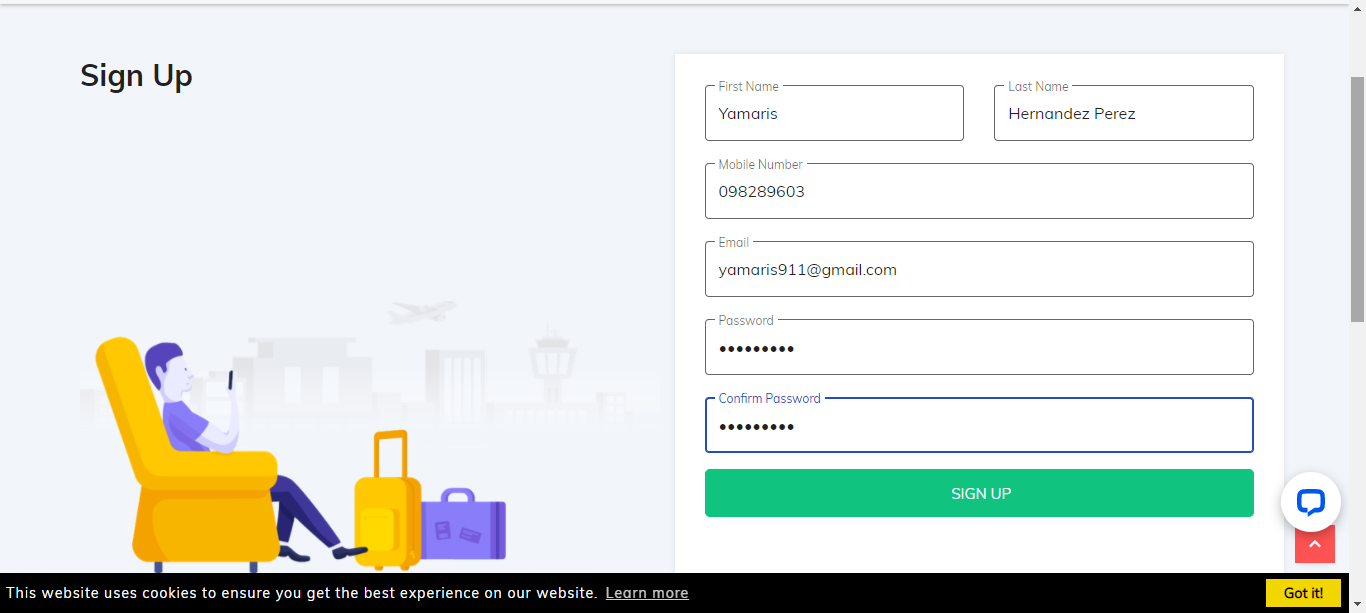 Sign Up
First Name
Last Name
Yamaris
Hernandez Perez
Mobile Number
098289603
Email
yamaris911@gmail.com
Password
•••••••••
Confirm Password
•••••••••
SIGN UP
This website uses cookies to ensure you get the best experience on our website. Learn more
Got it!